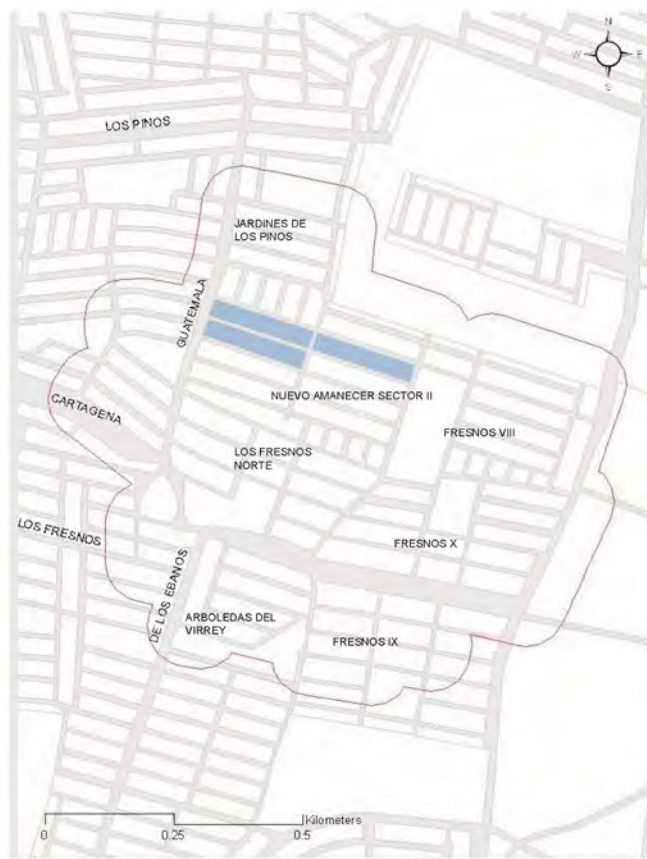 N
W E
S
LOS PINOS
JARDINES DE
LOS PINOS
GUATEMALA
NUEVO AMANECER SECTOR II
CARTAGENA
FRESNOS VIII
LOS FRESNOS
NORTE
LOS FRESNOS
FRESNOS X
DE LOS EBANOS
ARBOLEDAS DEL
VIRREY
FRESNOS IX
Kilometers
0 0.25 0.5